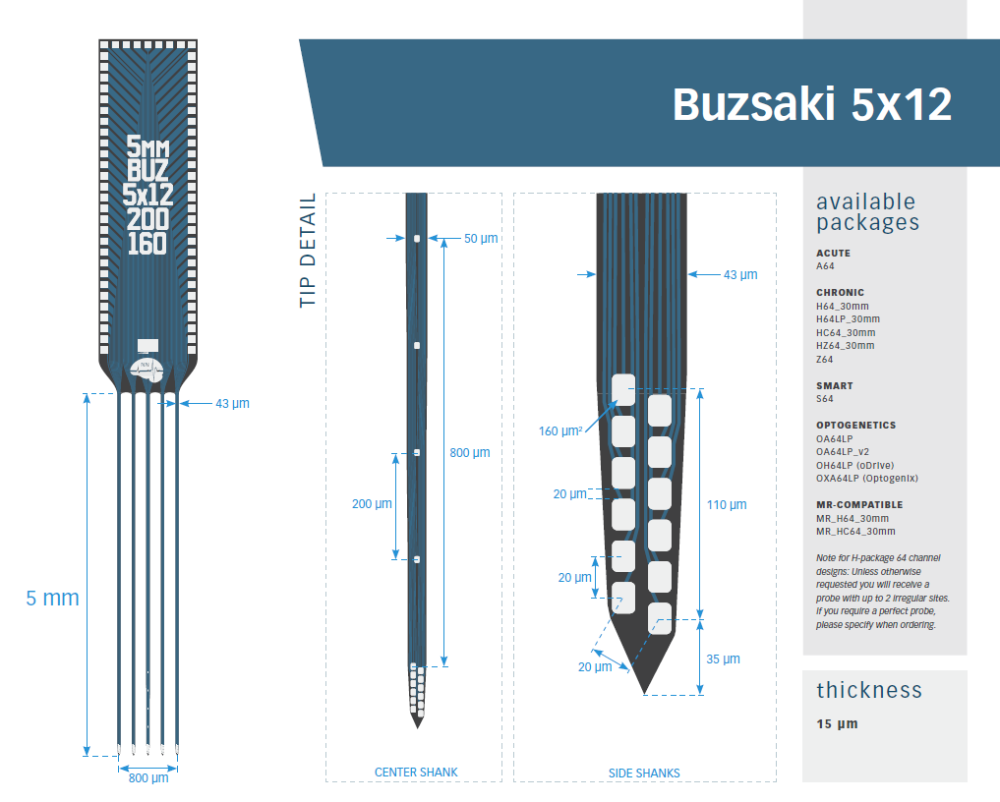 Buzsaki 5x12
5MM
BUZ
5x12
200
160
NN
43 µm
5 mm
800 µm
TIP DETAIL
50 µm
800 µm
200 µm
CENTER SHANK
43 µm
160 µm²
20 µm
110 µm
20 µm
20 µm
35 µm
SIDE SHANKS
available
packages
ACUTE
A64
CHRONIC
H64_30mm
H64LP_30mm
HC64_30mm
HZ64_30mm
Z64
SMART
S64
OPTOGENETICS
OA64LP
OA64LP_v2
OH64LP (oDrive)
OXA64LP (Optogenix)
MR-COMPATIBLE
MR_H64_30mm
MR_HC64_30mm
Note for H-package 64 channel
designs: Unless otherwise
requested you will receive a
probe with up to 2 irregular sites.
If you require a perfect probe,
please specify when ordering.
thickness
15 µm